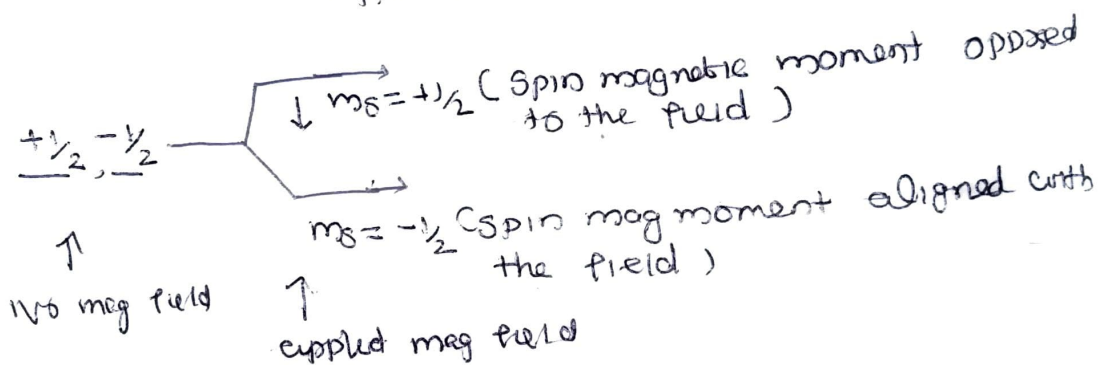 ms = +1/2 ( Spin magnetic moment opposed
to the field )
+1/2, -1/2
ms = -1/2 (spin mag moment aligned with
the field )
No mag field
applied mag field